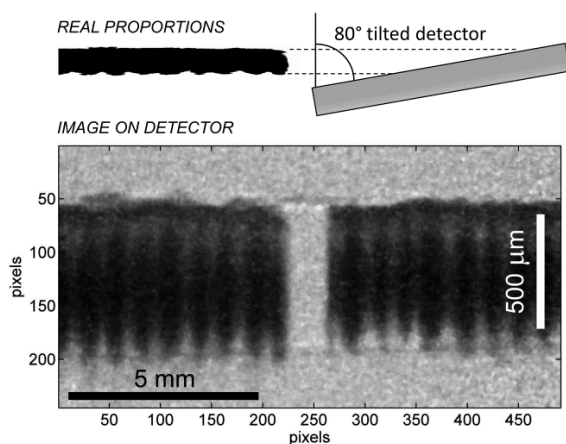 REAL PROPORTIONS
80° tilted detector
IMAGE ON DETECTOR
50
100
150
200
pixels
500 µm
5 mm
50 100 150 200 250 300 350 400 450
pixels